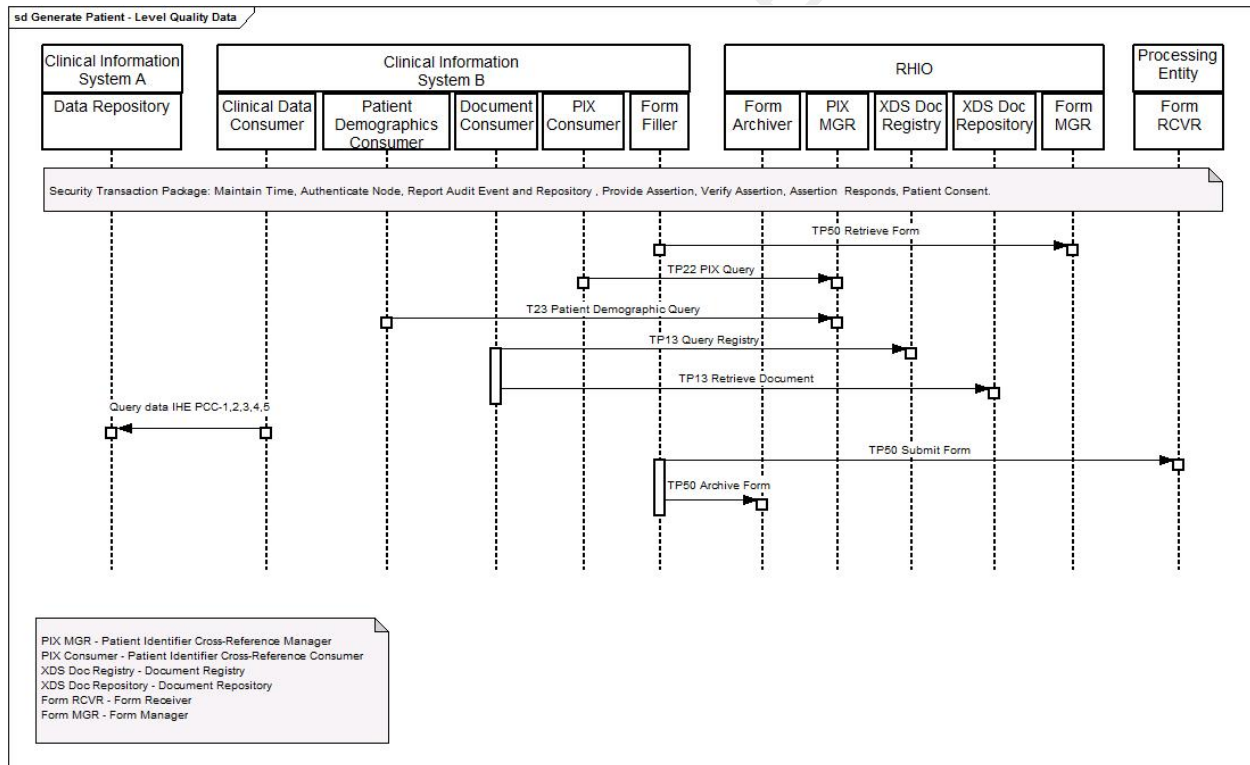 sd Generate Patient - Level Quality Data
Clinical Information
System A
Clinical Information
System B
RHIO
Processing
Entity
Data Repository
Clinical Data
Consumer
Patient
Demographics
Consumer
Document
Consumer
PIX
Consumer
Form
Filler
Form
Archiver
PIX
MGR
XDS Doc
Registry
XDS Doc
Repository
Form
MGR
Form
RCVR
Security Transaction Package: Maintain Time, Authenticate Node, Report Audit Event and Repository , Provide Assertion, Verify Assertion, Assertion Responds, Patient Consent.
TP50 Retrieve Form
TP22 PIX Query
T23 Patient Demographic Query
TP13 Query Registry
TP13 Retrieve Document
Query data IHE PCC-1,2,3,4,5
TP50 Submit Form
TP50 Archive Form
PIX MGR - Patient Identifier Cross-Reference Manager
PIX Consumer - Patient Identifier Cross-Reference Consumer
XDS Doc Registry - Document Registry
XDS Doc Repository - Document Repository
Form RCVR - Form Receiver
Form MGR - Form Manager